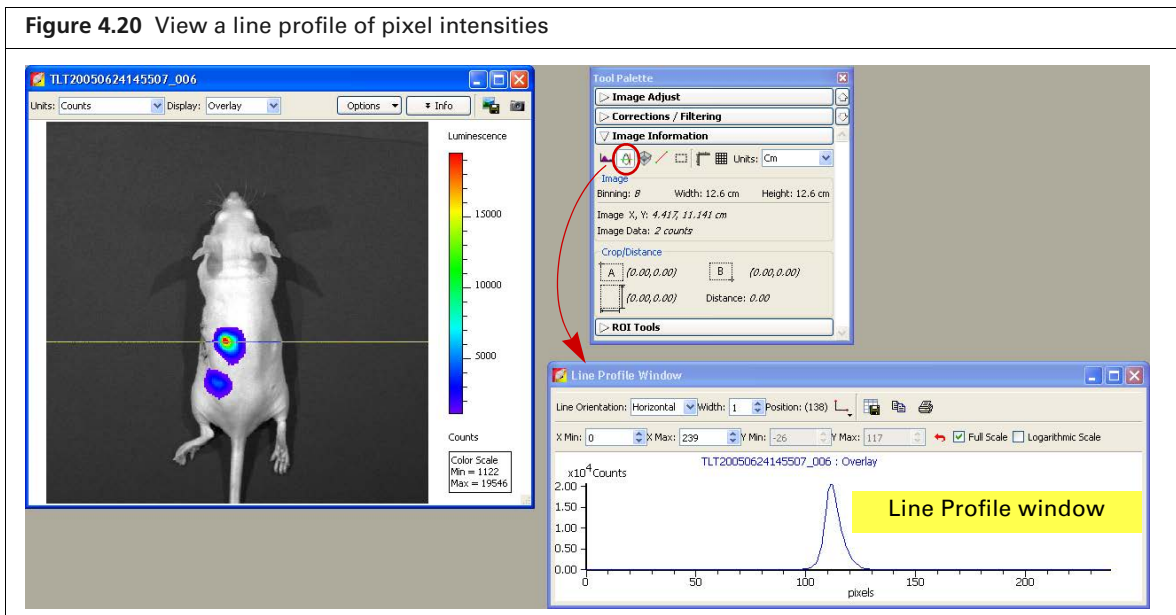 Figure 4.20 View a line profile of pixel intensities
TLT20050624145507_006
Units: Counts Display: Overlay Options Info
Luminescence
15000
10000
5000
Counts
Color Scale
Min = 1122
Max = 19546
Tool Palette
Image Adjust
Corrections / Filtering
Image Information
Units: Cm
Image
Binning: 8 Width: 12.6 cm Height: 12.6 cm
Image X, Y: 4.417, 11.141 cm
Image Data: 2 counts
Crop/Distance
A (0.00,0.00) B (0.00,0.00)
(0.00,0.00) Distance: 0.00
ROI Tools
Line Profile Window
Line Orientation: Horizontal Width: 1 Position: (138)
X Min: 0 X Max: 239 Y Min: -26 Y Max: 117 Full Scale Logarithmic Scale
TLT20050624145507_006 : Overlay
x10^4 Counts
2.00
1.50
1.00
0.50
0.00
0 50 100 150 200
pixels
Line Profile window